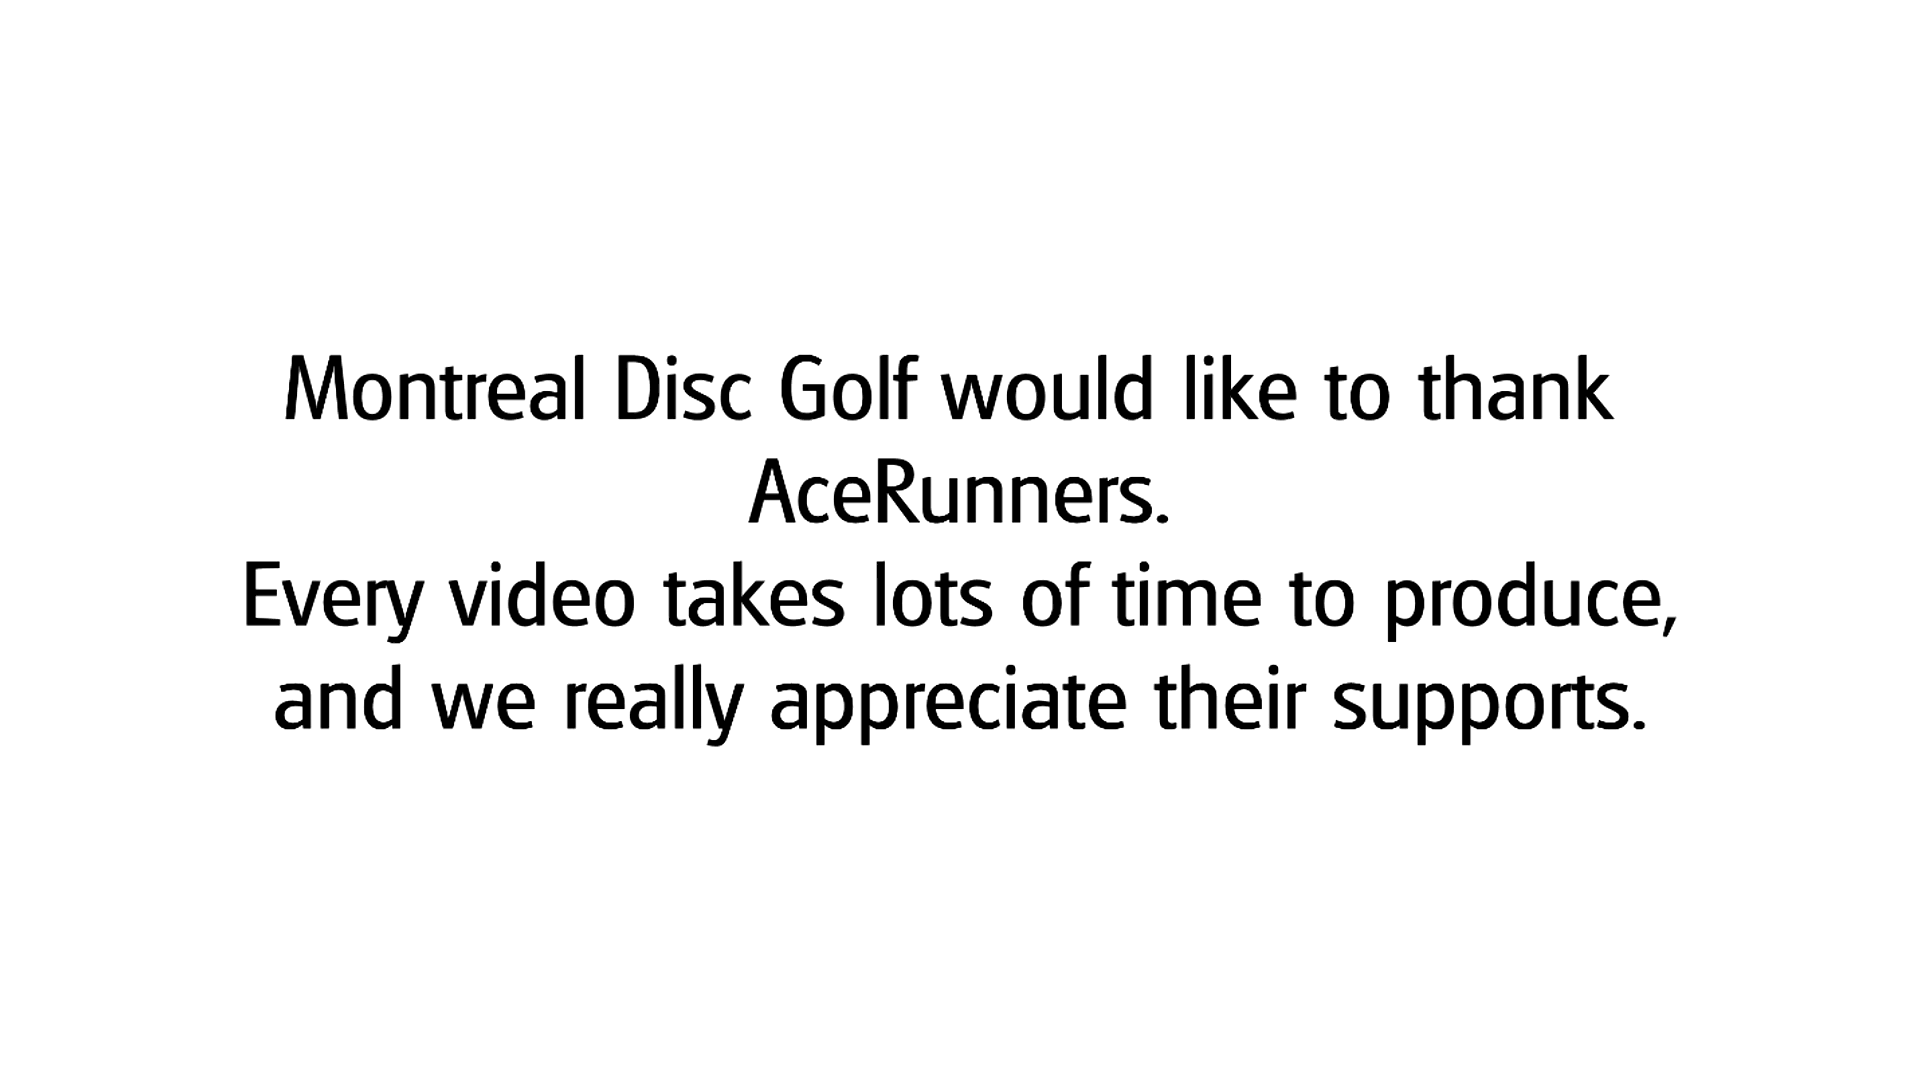 Montreal Disc Golf would like to thank
AceRunners.
Every video takes lots of time to produce,
and we really appreciate their supports.